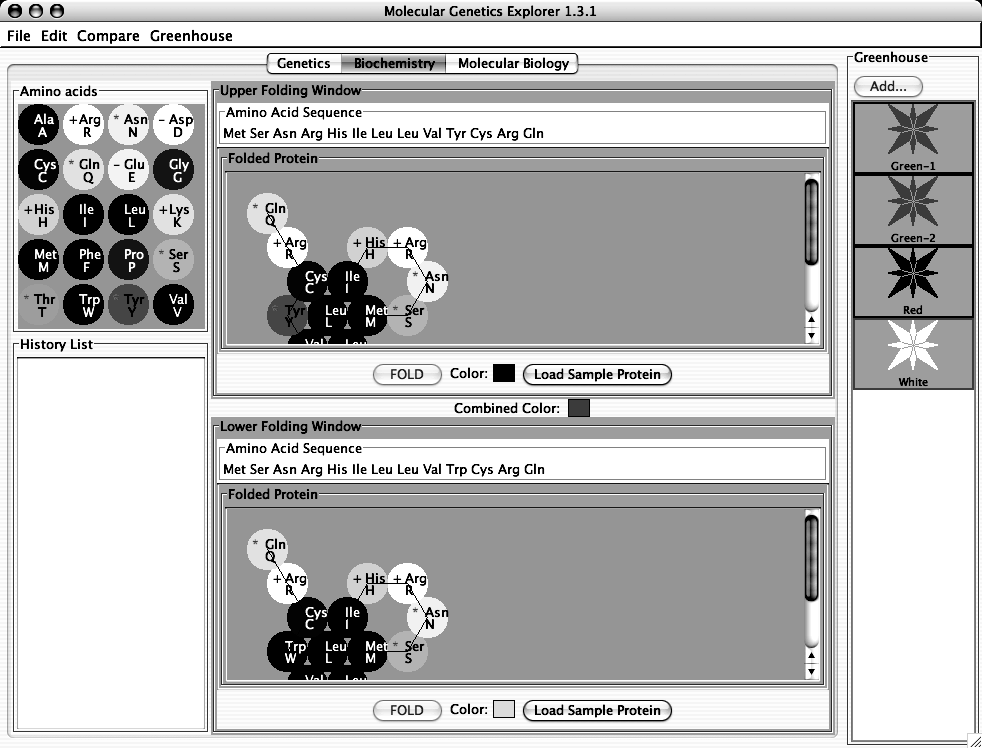 Molecular Genetics Explorer 1.3.1
File Edit Compare Greenhouse
Genetics Biochemistry Molecular Biology
Amino acids
Ala + Arg * Asn - Asp
A R N D
Cys * Gln - Glu Gly
C Q E G
+ His Ile Leu + Lys
H I L K
Met Phe Pro * Ser
M F P S
* Thr Trp * Tyr Val
T W Y V
History List
Upper Folding Window
Amino Acid Sequence
Met Ser Asn Arg His Ile Leu Leu Val Tyr Cys Arg Gln
Folded Protein
* Gln
Q
+ Arg + His + Arg
R H R
Cys Ile * Asn
C I N
* Tyr Leu Met * Ser
Y L M S
Val Leu
FOLD Color: Load Sample Protein
Combined Color:
Lower Folding Window
Amino Acid Sequence
Met Ser Asn Arg His Ile Leu Leu Val Trp Cys Arg Gln
Folded Protein
* Gln
Q
+ Arg + His + Arg
R H R
Cys Ile * Asn
C I N
Trp Leu Met * Ser
W L M S
Val Leu
FOLD Color: Load Sample Protein
Greenhouse
Add...
Green-1
Green-2
Red
White